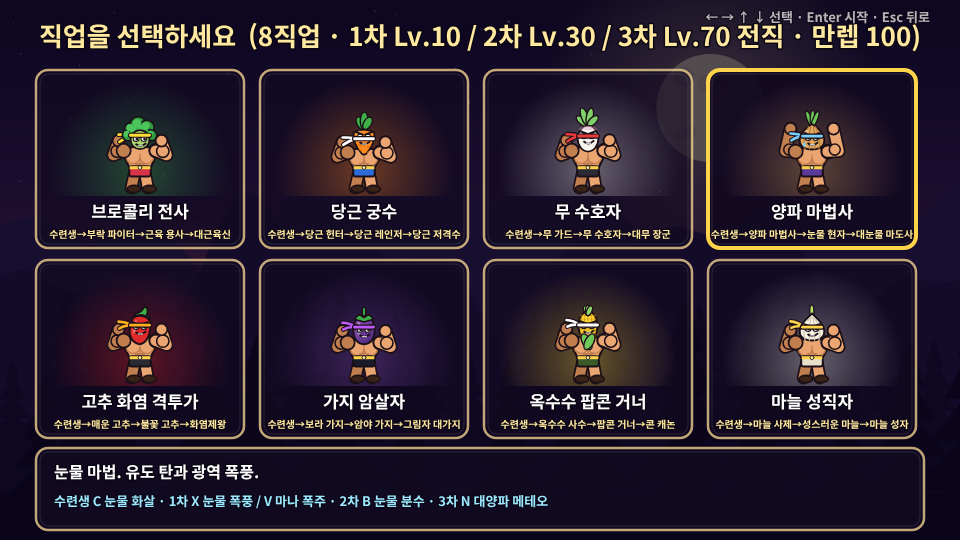 ←→ ↑ ↓ 선택 · Enter 시작 · Esc 뒤로
직업을 선택하세요 (8직업 · 1차 Lv.10 / 2차 Lv.30 / 3차 Lv.70 전직 · 만렙 100)
브로콜리 전사
수련생→부락 파이터→근육 용사→대근육신
당근 궁수
수련생→당근 헌터→당근 레인저→당근 저격수
무 수호자
수련생→무 가드→무 수호자→대무 장군
양파 마법사
수련생→양파 마법사→눈물 현자→대눈물 마도사
고추 화염 격투가
수련생→매운 고추→불꽃 고추→화염제왕
가지 암살자
수련생→보라 가지→암야 가지→그림자 대가지
옥수수 팝콘 거너
수련생→옥수수 사수→팝콘 거너→콘 캐논
마늘 성직자
수련생→마늘 사제→성스러운 마늘→마늘 성자
눈물 마법. 유도 탄과 광역 폭풍.
수련생 C 눈물 화살 · 1차 X 눈물 폭풍 / V 마나 폭주 · 2차 B 눈물 분수 · 3차 N 대양파 메테오